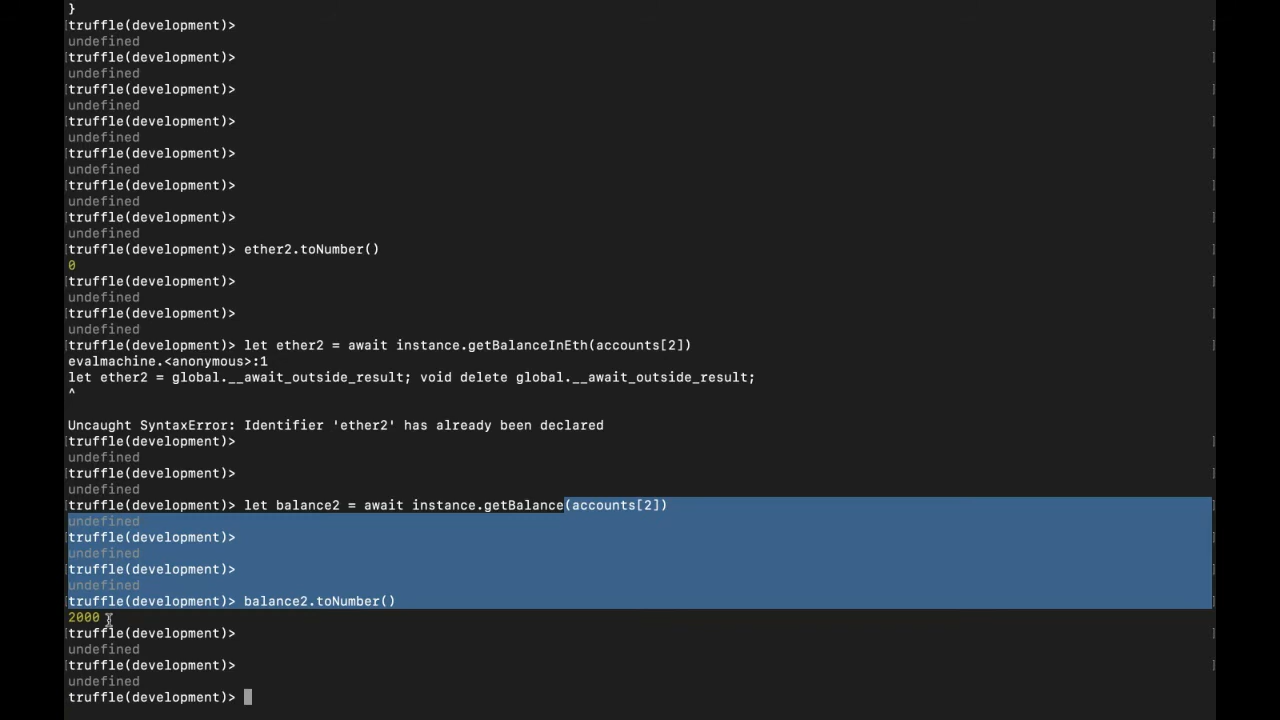 }
truffle(development)>
undefined
truffle(development)>
undefined
truffle(development)>
undefined
truffle(development)>
undefined
truffle(development)>
undefined
truffle(development)>
undefined
truffle(development)>
undefined
truffle(development)> ether2.toNumber()
0
truffle(development)>
undefined
truffle(development)>
undefined
truffle(development)> let ether2 = await instance.getBalanceInEth(accounts[2])
evalmachine.<anonymous>:1
let ether2 = global.__await_outside_result; void delete global.__await_outside_result;
^
Uncaught SyntaxError: Identifier 'ether2' has already been declared
truffle(development)>
undefined
truffle(development)>
undefined
truffle(development)> let balance2 = await instance.getBalance(accounts[2])
undefined
truffle(development)>
undefined
truffle(development)>
undefined
truffle(development)> balance2.toNumber()
2000
truffle(development)>
undefined
truffle(development)>
undefined
truffle(development)>